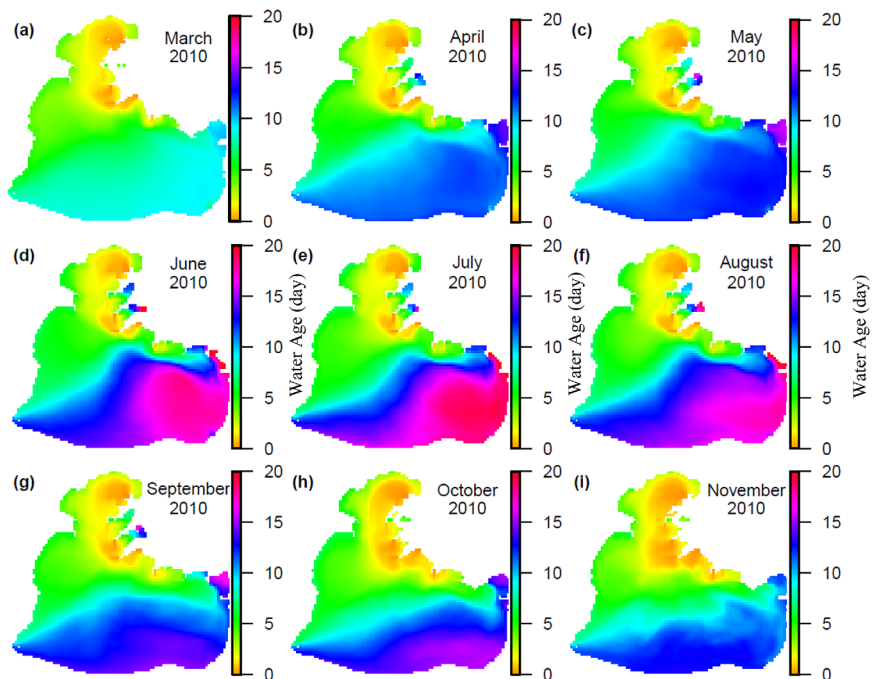 (a) March 2010 20 15 10 5 0
(b) April 2010 20 15 10 5 0
(c) May 2010 20 15 10 5 0
(d) June 2010 20 15 10 5 0 Water Age (day)
(e) July 2010 20 15 10 5 0 Water Age (day)
(f) August 2010 20 15 10 5 0 Water Age (day)
(g) September 2010 20 15 10 5 0
(h) October 2010 20 15 10 5 0
(i) November 2010 20 15 10 5 0